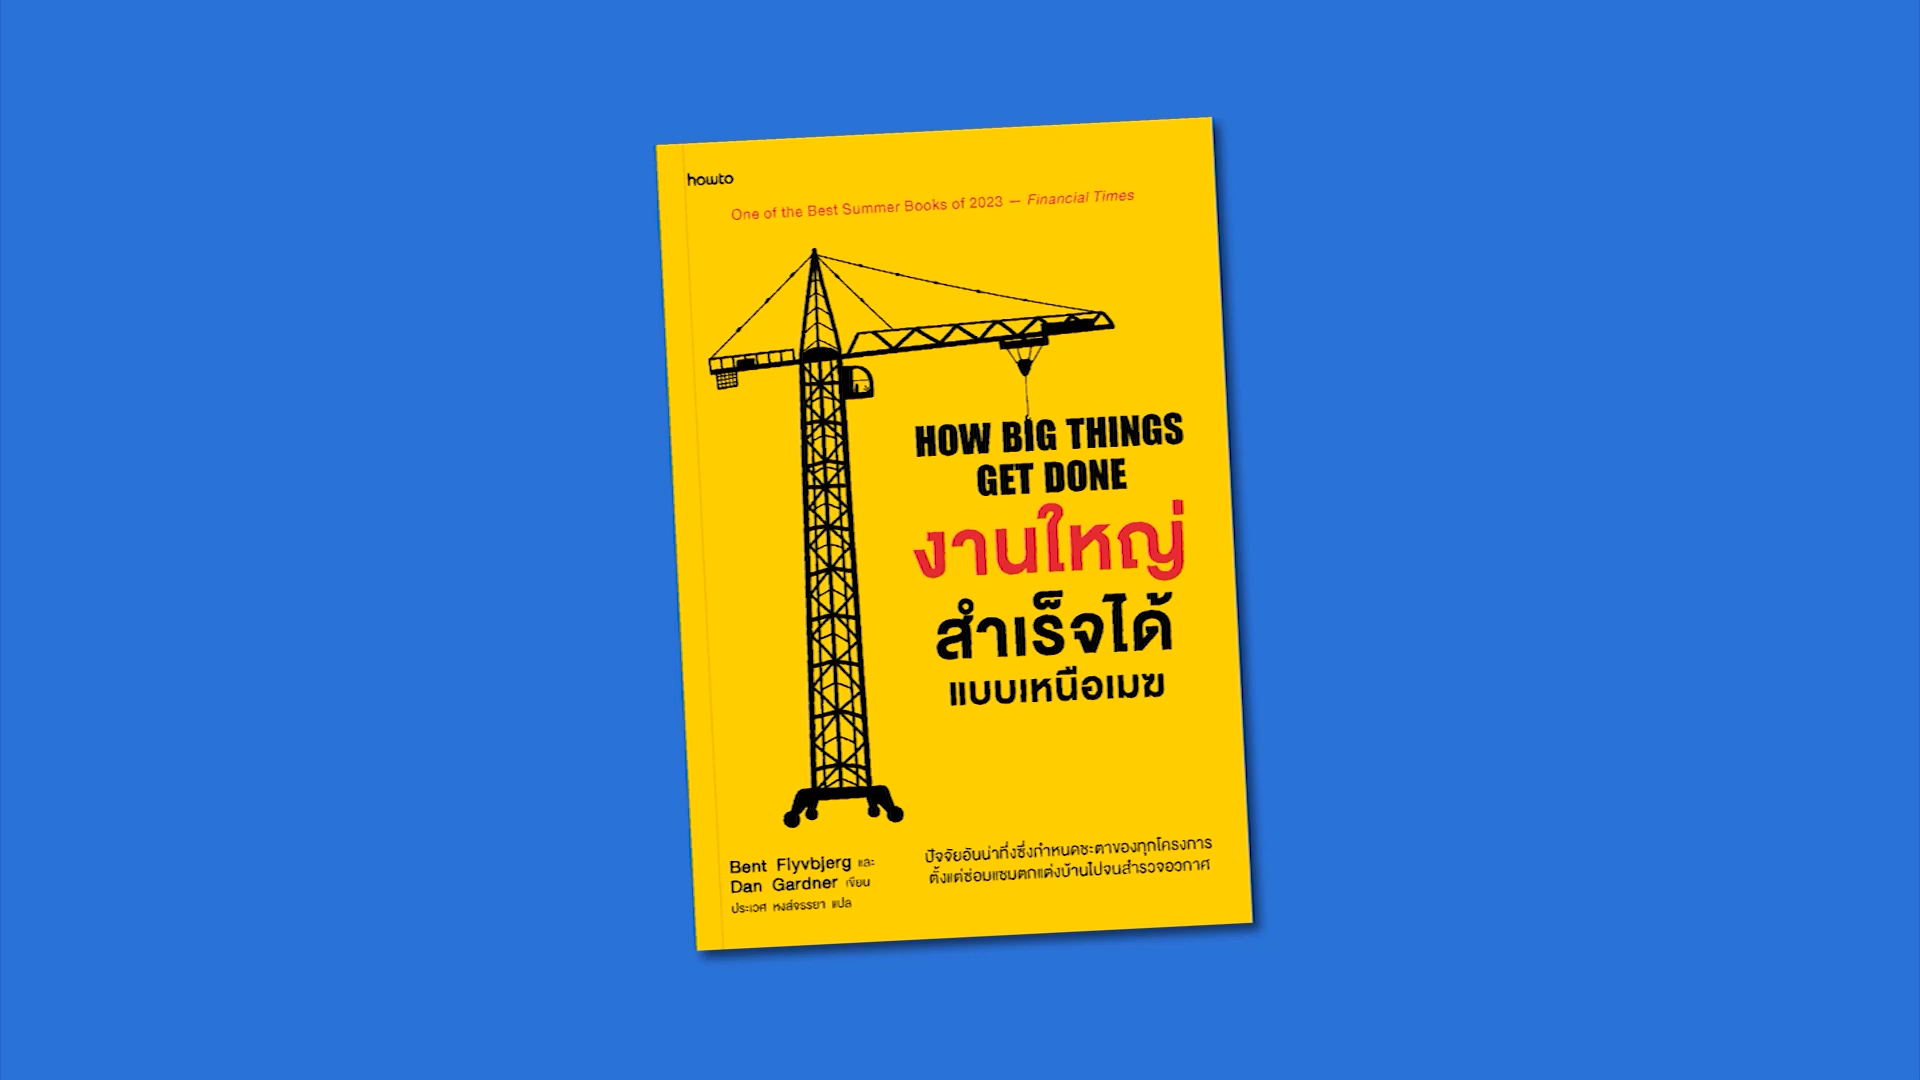 howto
One of the Best Summer Books of 2023 — Financial Times
HOW BIG THINGS
GET DONE
งานใหญ่
สำเร็จได้
แบบเหนือเมฆ
Bent Flyvbjerg และ
Dan Gardner เขียน
ประเวศ หงส์จรรยา แปล
ปัจจัยอันน่าทึ่งซึ่งกำหนดชะตาของทุกโครงการ
ตั้งแต่ซ่อมแซมตกแต่งบ้านไปจนสำรวจอวกาศ